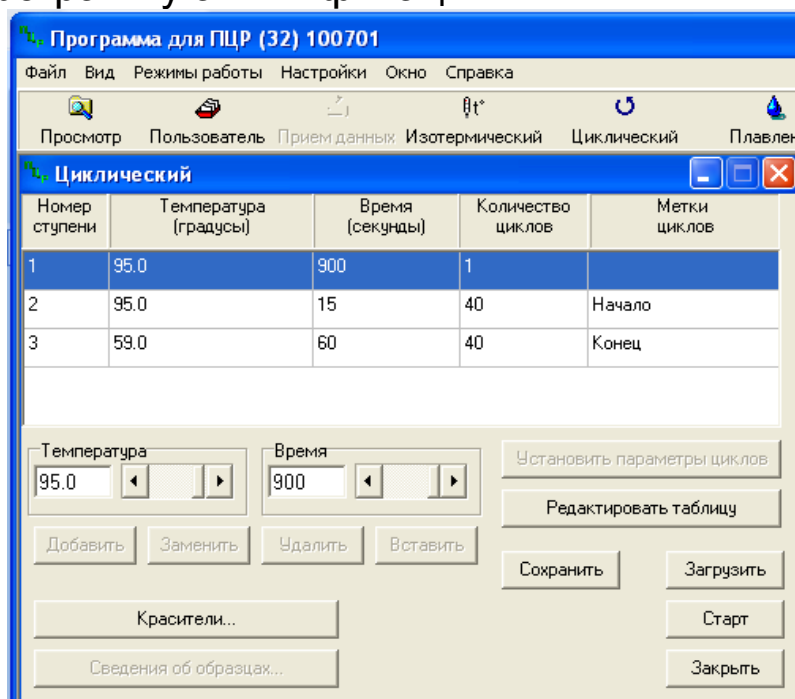 Программа для ПЦР (32) 100701
Файл Вид Режимы работы Настройки Окно Справка
Просмотр Пользователь Прием данных Изотермический Циклический Плавлен
Циклический
Номер ступени Температура (градусы) Время (секунды) Количество циклов Метки циклов
1 95.0 900 1
2 95.0 15 40 Начало
3 59.0 60 40 Конец
Температура Время
95.0 900
Установить параметры циклов
Редактировать таблицу
Добавить Заменить Удалить Вставить
Сохранить Загрузить
Красители... Старт
Сведения об образцах... Закрыть